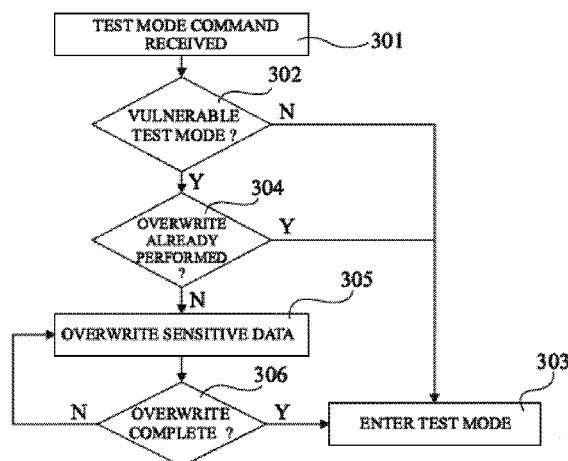 TEST MODE COMMAND
RECEIVED
301
302
VULNERABLE
TEST MODE ?
N
Y
304
OVERWRITE
ALREADY
PERFORMED
?
Y
N
305
OVERWRITE SENSITIVE DATA
306
303
N
OVERWRITE
COMPLETE ?
Y
ENTER TEST MODE